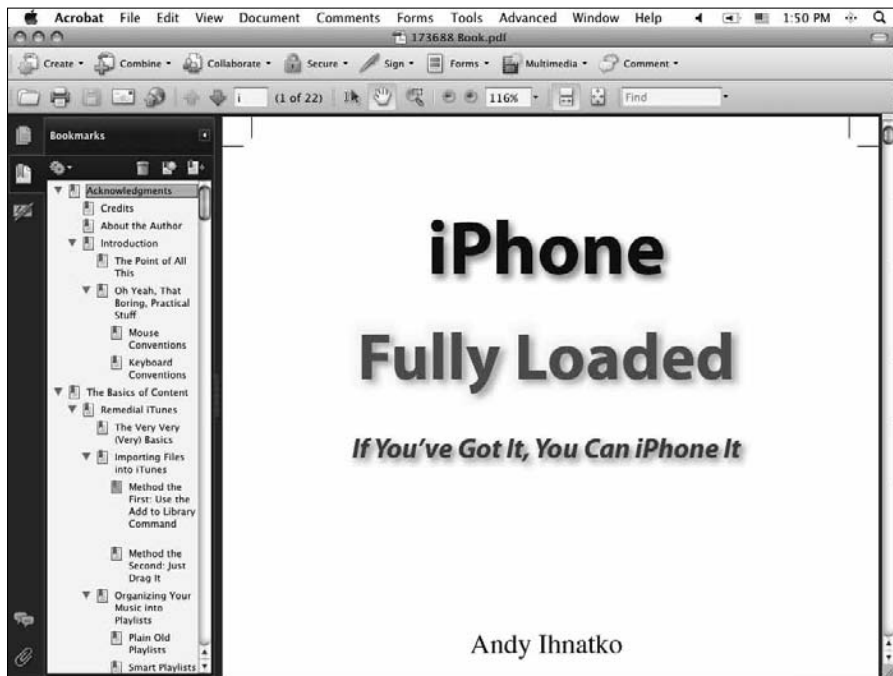 Acrobat File Edit View Document Comments Forms Tools Advanced Window Help 1:50 PM
173688 Book.pdf
Create Combine Collaborate Secure Sign Forms Multimedia Comment
i (1 of 22) 116% Find
Bookmarks
Acknowledgments
Credits
About the Author
Introduction
The Point of All
This
Oh Yeah, That
Boring, Practical
Stuff
Mouse
Conventions
Keyboard
Conventions
The Basics of Content
Remedial iTunes
The Very Very
(Very) Basics
Importing Files
into iTunes
Method the
First: Use the
Add to Library
Command
Method the
Second: Just
Drag It
Organizing Your
Music into
Playlists
Plain Old
Playlists
Smart Playlists
iPhone
Fully Loaded
If You've Got It, You Can iPhone It
Andy Ihnatko